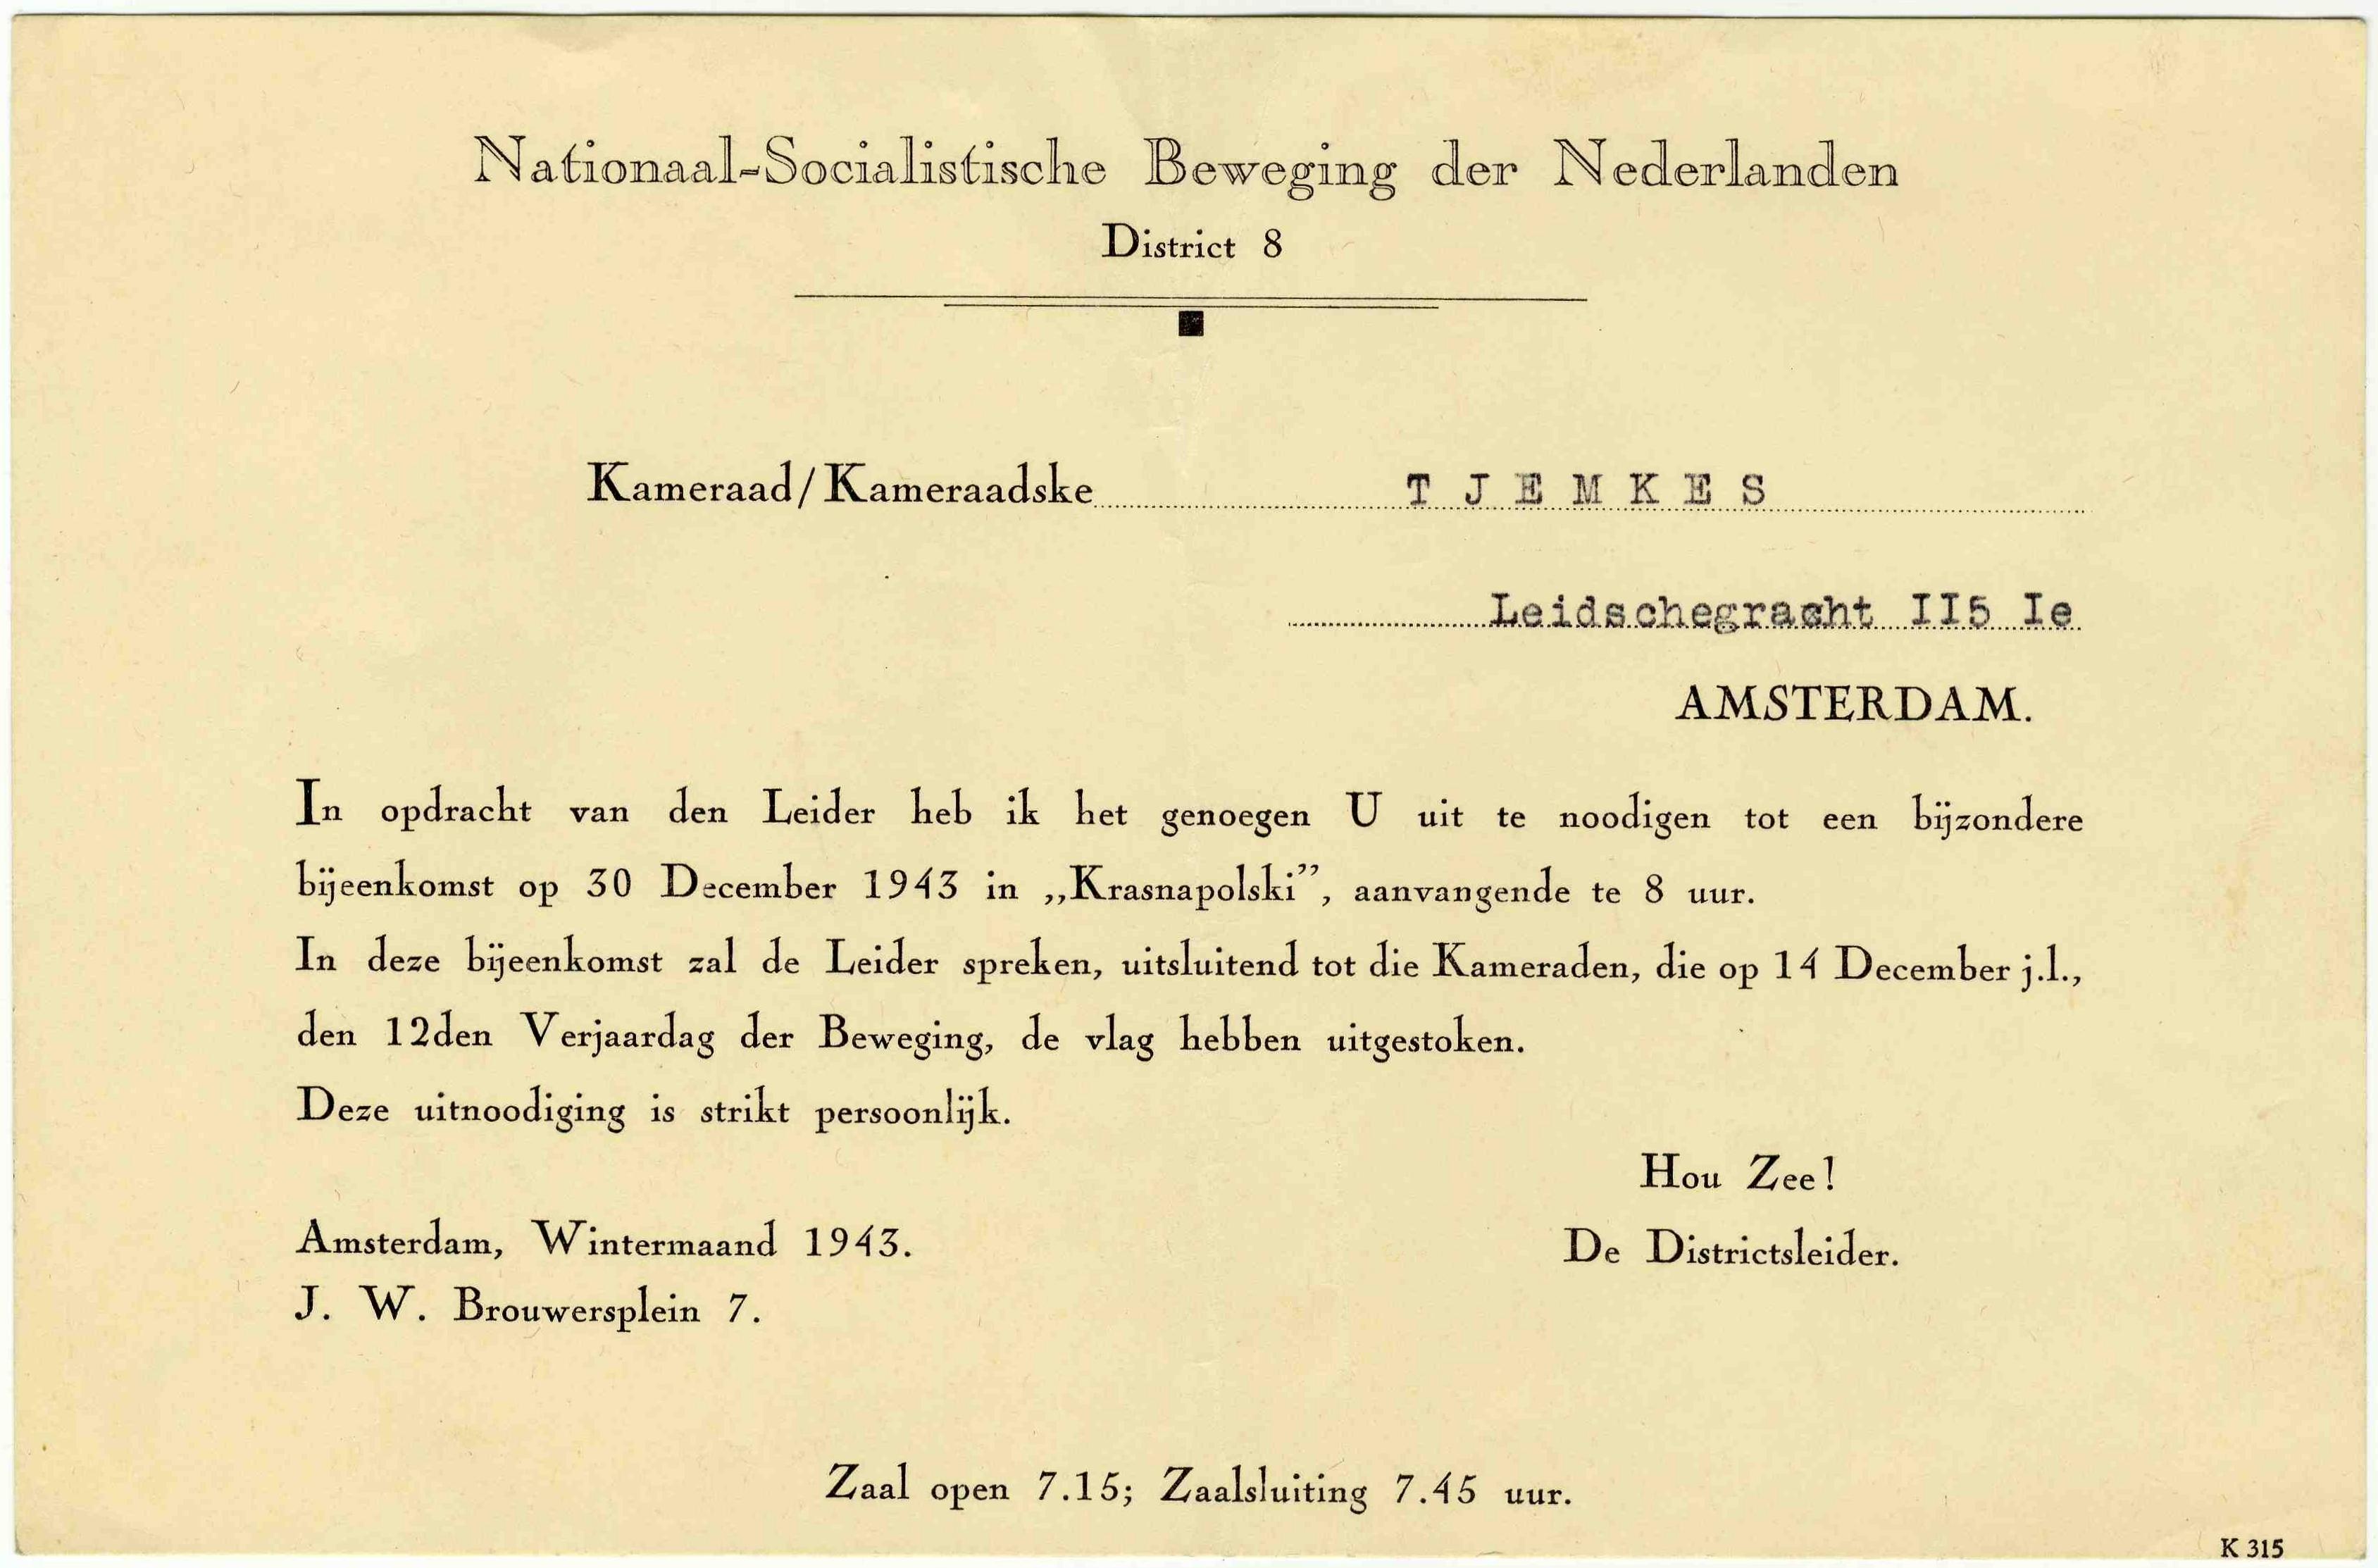 Nationaal-Socialistische Beweging der Nederlanden
District 8
Kameraad/Kameraadske T J E M K E S
Leidschegracht II5 Ie
AMSTERDAM.
In opdracht van den Leider heb ik het genoegen U uit te noodigen tot een bijzondere
bijeenkomst op 30 December 1943 in „Krasnapolski”, aanvangende te 8 uur.
In deze bijeenkomst zal de Leider spreken, uitsluitend tot die Kameraden, die op 14 December j.l.,
den 12den Verjaardag der Beweging, de vlag hebben uitgestoken.
Deze uitnoodiging is strikt persoonlijk.
Hou Zee!
De Districtsleider.
Amsterdam, Wintermaand 1943.
J. W. Brouwersplein 7.
Zaal open 7.15; Zaalsluiting 7.45 uur.
K 315